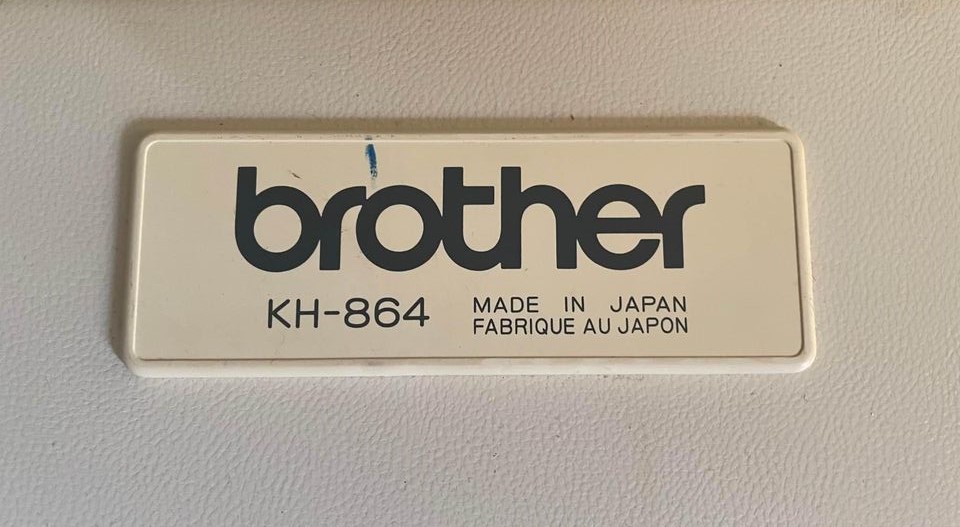 brother
KH-864
MADE IN JAPAN
FABRIQUE AU JAPON